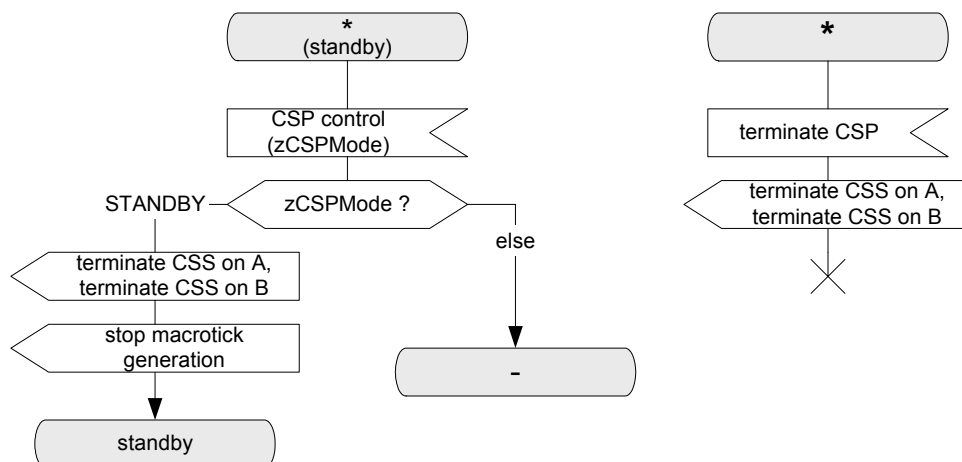 *
(standby)
CSP control
(zCSPMode)
STANDBY
zCSPMode ?
else
terminate CSS on A,
terminate CSS on B
stop macrotick
generation
standby
-
*
terminate CSP
terminate CSS on A,
terminate CSS on B